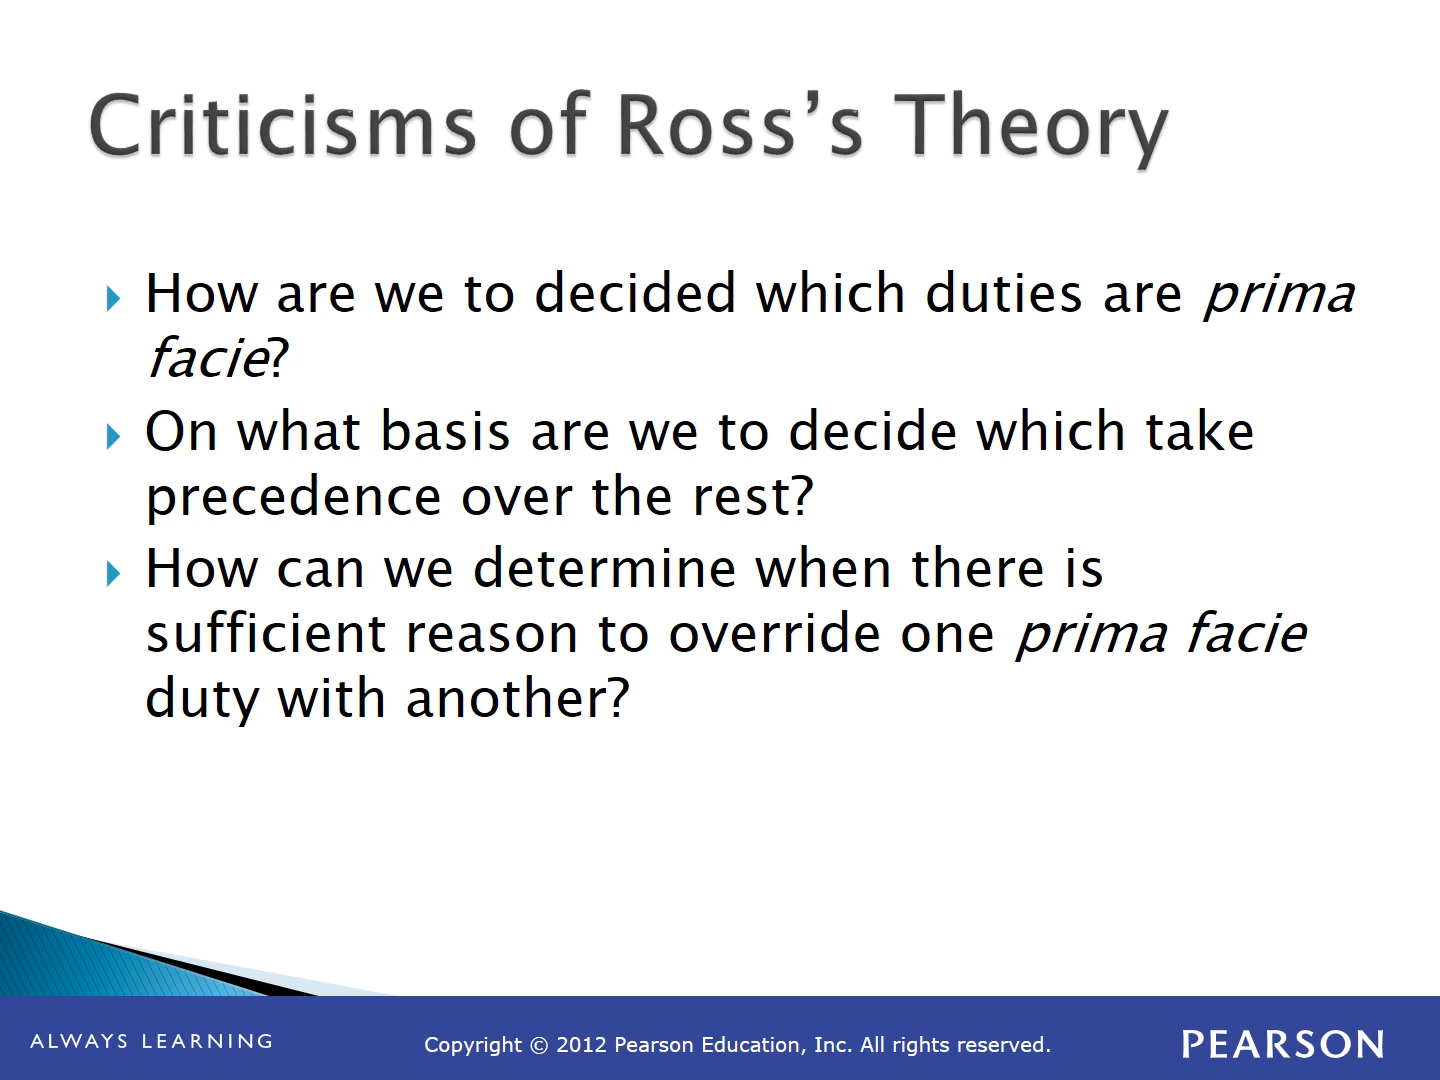 Criticisms of Ross’s Theory
How are we to decided which duties are prima
facie?
On what basis are we to decide which take
precedence over the rest?
How can we determine when there is
sufficient reason to override one prima facie
duty with another?
ALWAYS LEARNING
Copyright © 2012 Pearson Education, Inc. All rights reserved.
PEARSON